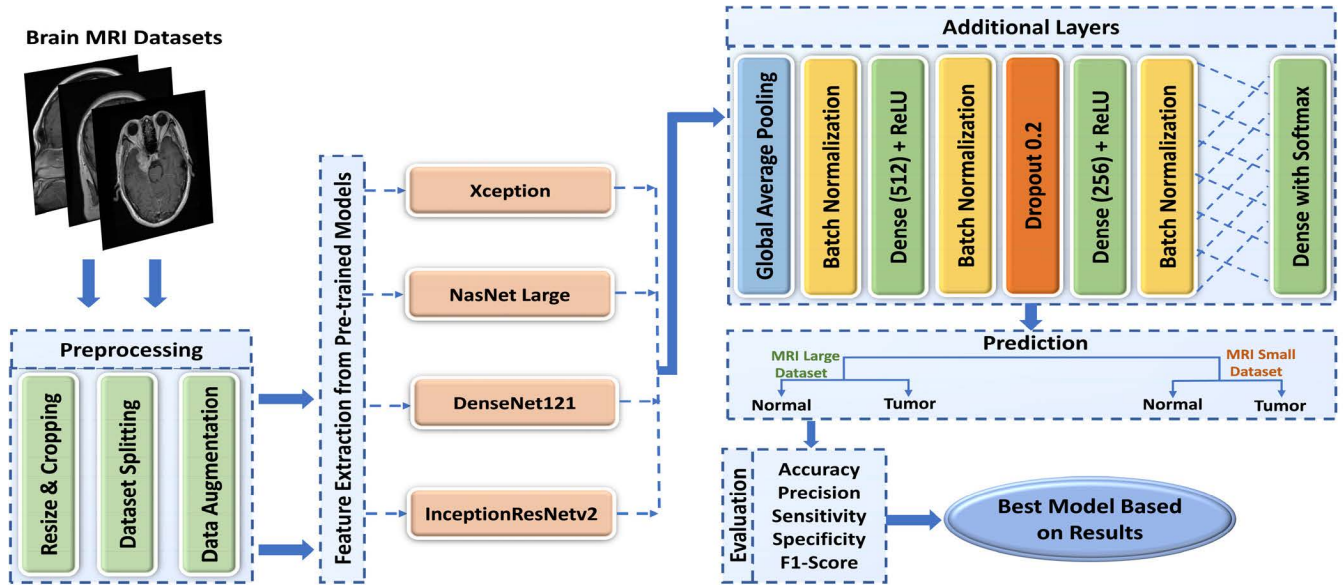 Brain MRI Datasets
Preprocessing
Resize & Cropping
Dataset Splitting
Data Augmentation
Feature Extraction from Pre-trained Models
Xception
NasNet Large
DenseNet121
InceptionResNetv2
Additional Layers
Global Average Pooling
Batch Normalization
Dense (512) + ReLU
Batch Normalization
Dropout 0.2
Dense (256) + ReLU
Batch Normalization
Dense with Softmax
Prediction
MRI Large
Dataset
Normal
Tumor
MRI Small
Dataset
Normal
Tumor
Evaluation
Accuracy
Precision
Sensitivity
Specificity
F1-Score
Best Model Based
on Results